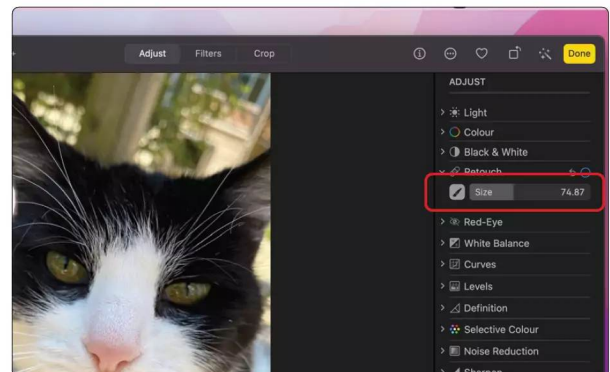 Adjust Filters Crop Done
ADJUST
Light
Colour
Black & White
Retouch
Size 74.87
Red-Eye
White Balance
Curves
Levels
Definition
Selective Colour
Noise Reduction
Sharpen